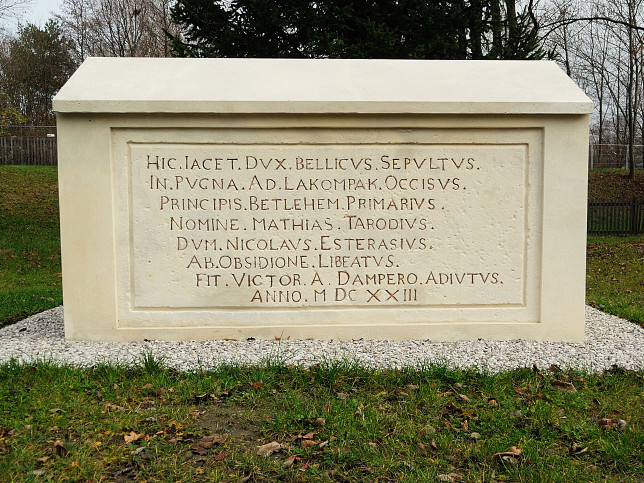 HIC.IACET.DVX.BELLICVS.SEPVLTVS.
IN.PVGNA.AD.LAKOMPAK.OCCISVS.
PRINCIPIS.BETLEHEM.PRIMARIVS.
NOMINE.MATHIAS.TARODIVS.
DVM.NICOLAVS.ESTERASIVS.
AB.OBSIDIONE.LIBEATVS.
FIT.VICTOR.A.DAMPERO.ADIVTVS.
ANNO.M DC XXIII